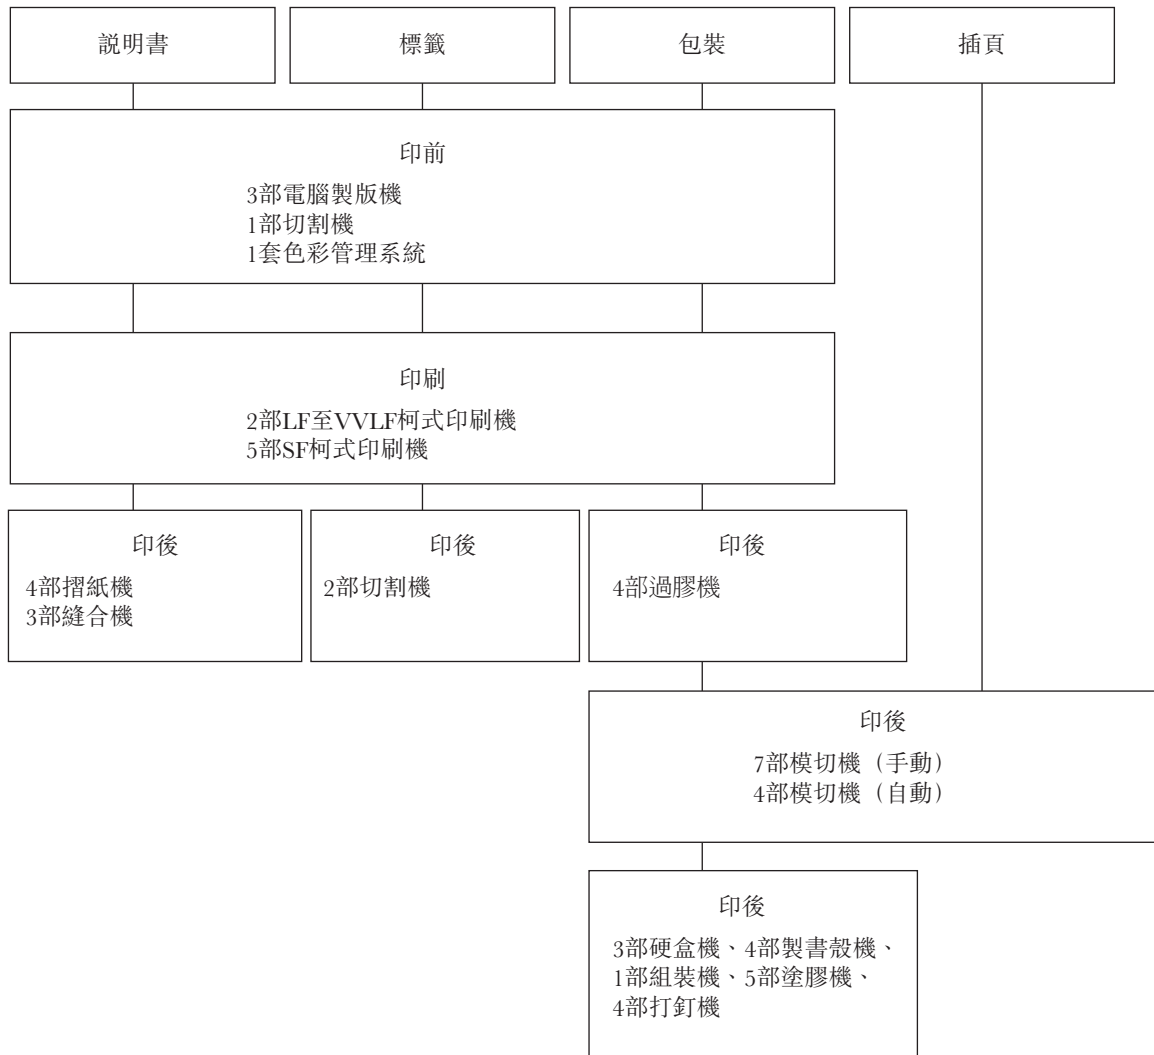 説明書
標籤
包裝
插頁
印前
3部電腦製版機
1部切割機
1套色彩管理系統
印刷
2部LF至VVLF柯式印刷機
5部SF柯式印刷機
印後
4部摺紙機
3部縫合機
印後
2部切割機
印後
4部過膠機
印後
7部模切機（手動）
4部模切機（自動）
印後
3部硬盒機、4部製書殼機、
1部組裝機、5部塗膠機、
4部打釘機